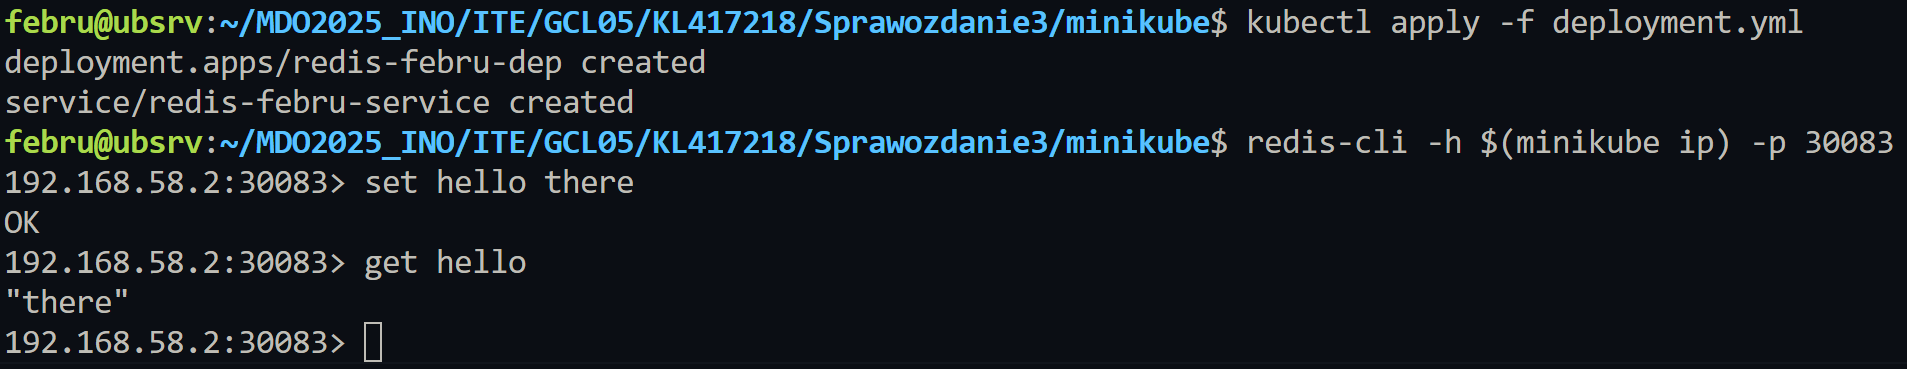 febru@ubsrv:~/MDO2025_INO/ITE/GCL05/KL417218/Sprawozdanie3/minikube$ kubectl apply -f deployment.yml
deployment.apps/redis-febru-dep created
service/redis-febru-service created
febru@ubsrv:~/MDO2025_INO/ITE/GCL05/KL417218/Sprawozdanie3/minikube$ redis-cli -h $(minikube ip) -p 30083
192.168.58.2:30083> set hello there
OK
192.168.58.2:30083> get hello
"there"
192.168.58.2:30083>